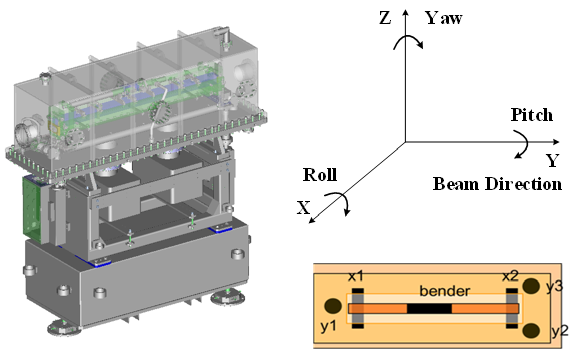 Z Yaw
Pitch
Y
Roll
Beam Direction
X
x1 x2
bender
y3
y1
y2